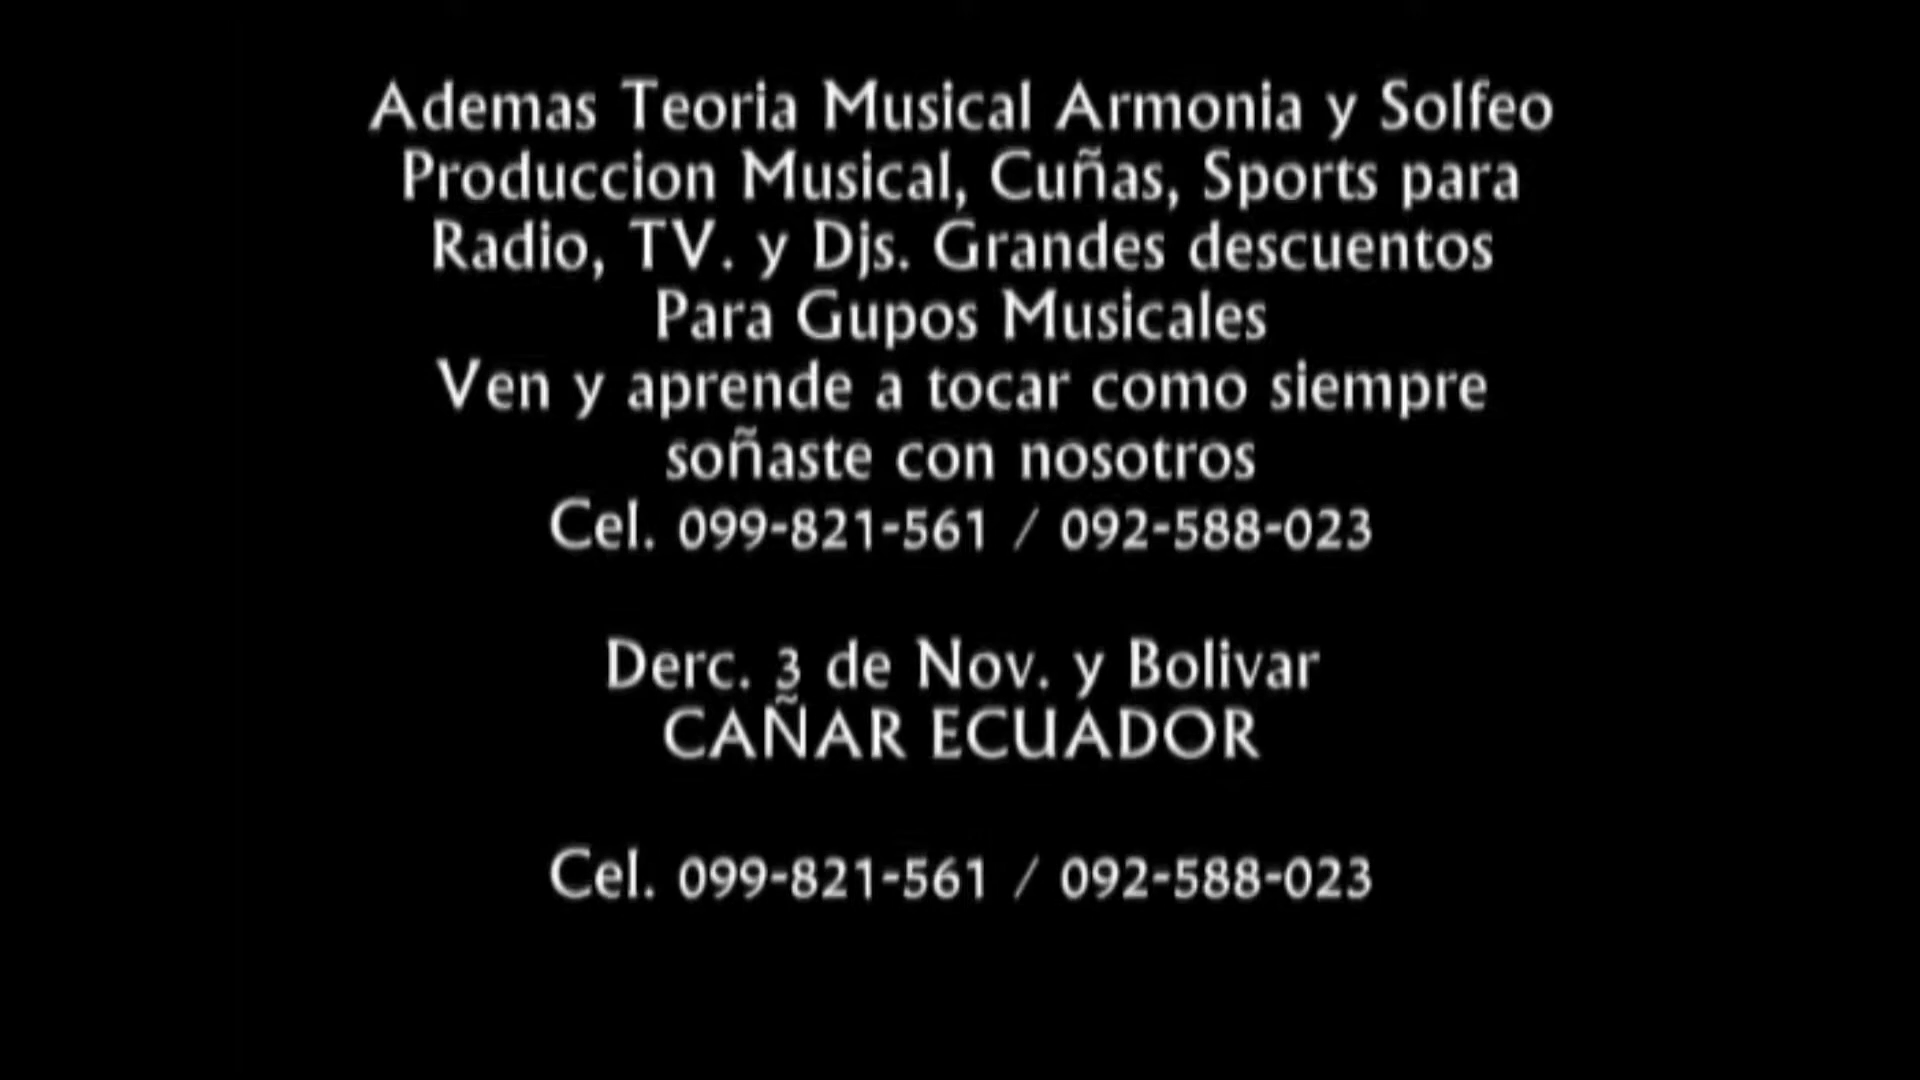 Ademas Teoria Musical Armonia y Solfeo
Produccion Musical, Cuñas, Sports para
Radio, TV. y Djs. Grandes descuentos
Para Gupos Musicales
Ven y aprende a tocar como siempre
soñaste con nosotros
Cel. 099-821-561 / 092-588-023
Derc. 3 de Nov. y Bolivar
CAÑAR ECUADOR
Cel. 099-821-561 / 092-588-023